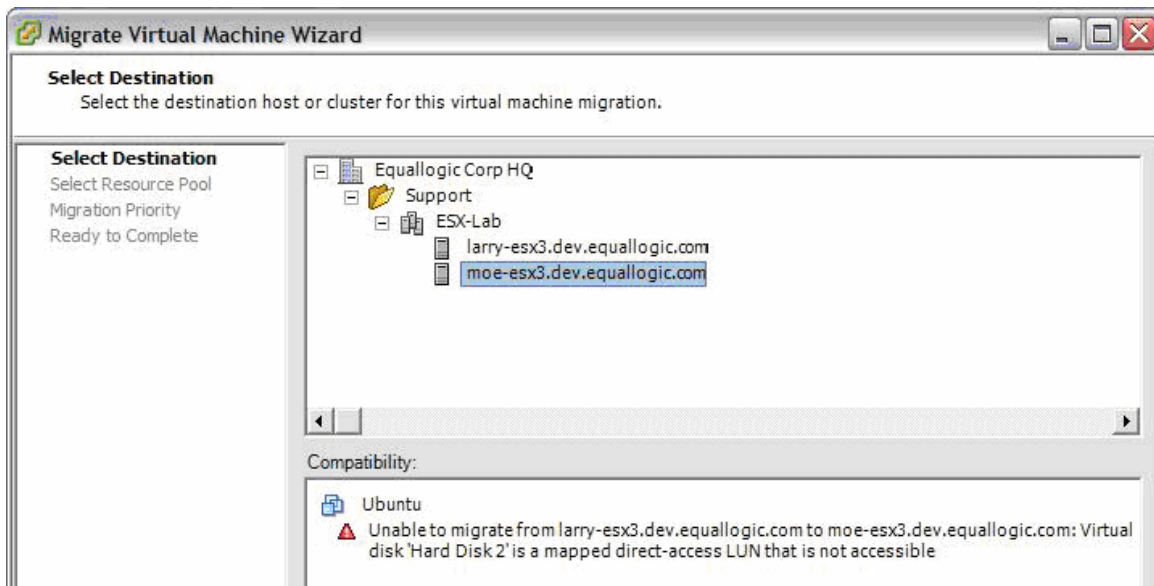 Migrate Virtual Machine Wizard
Select Destination
Select the destination host or cluster for this virtual machine migration.
Select Destination
Select Resource Pool
Migration Priority
Ready to Complete
Equallogic Corp HQ
Support
ESX-Lab
larry-esx3.dev.equallogic.com
moe-esx3.dev.equallogic.com
Compatibility:
Ubuntu
Unable to migrate from larry-esx3.dev.equallogic.com to moe-esx3.dev.equallogic.com: Virtual
disk 'Hard Disk 2' is a mapped direct-access LUN that is not accessible